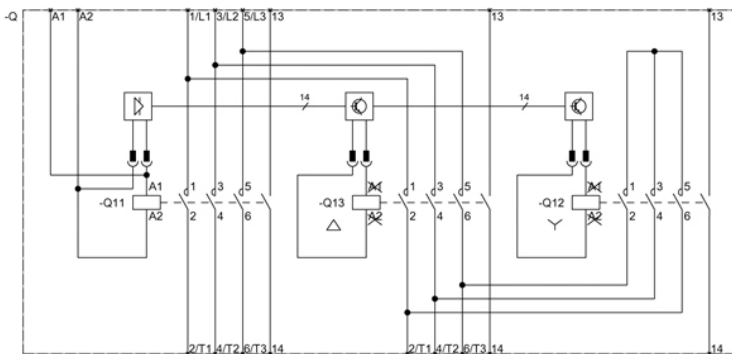 -Q A1 A2 1/L1 3/L2 5/L3 13 13 13
14 14
A1 1 3 5 A1 1 3 5 A1 1 3 5
-Q11 -Q13 -Q12
A2 2 4 6 A2 2 4 6 A2 2 4 6
2/T1 4/T2 6/T3 14 2/T1 4/T2 6/T3 14 14